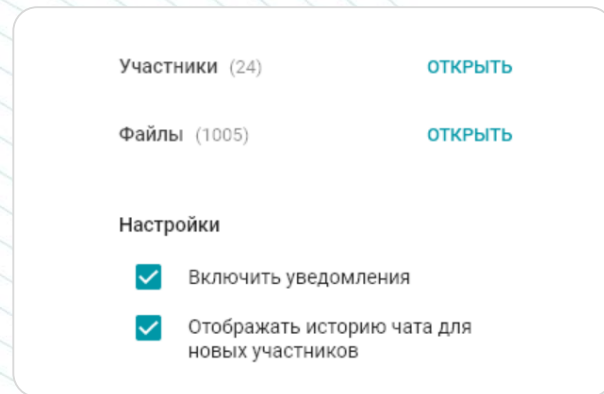 Участники (24) ОТКРЫТЬ
Файлы (1005) ОТКРЫТЬ
Настройки
Включить уведомления
Отображать историю чата для
новых участников